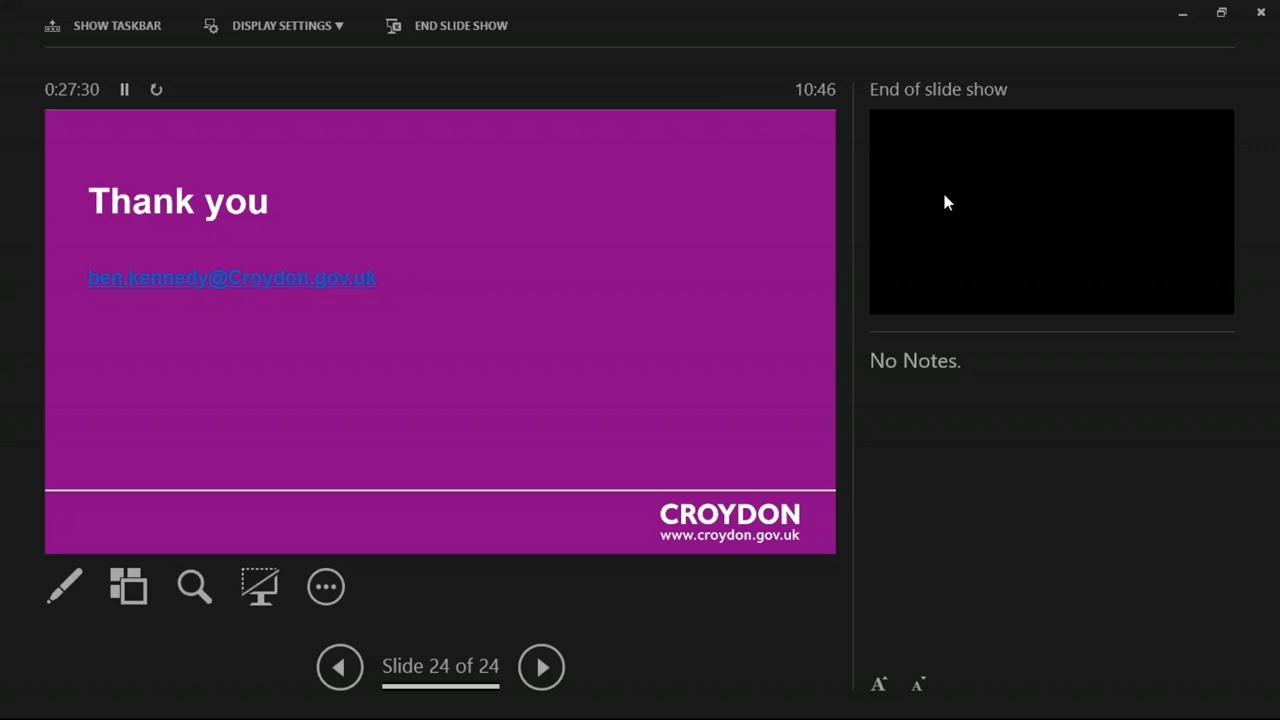 SHOW TASKBAR
DISPLAY SETTINGS ▼
END SLIDE SHOW
0:27:30
10:46
End of slide show
Thank you
ben.kennedy@Croydon.gov.uk
CROYDON
www.croydon.gov.uk
No Notes.
Slide 24 of 24
A A